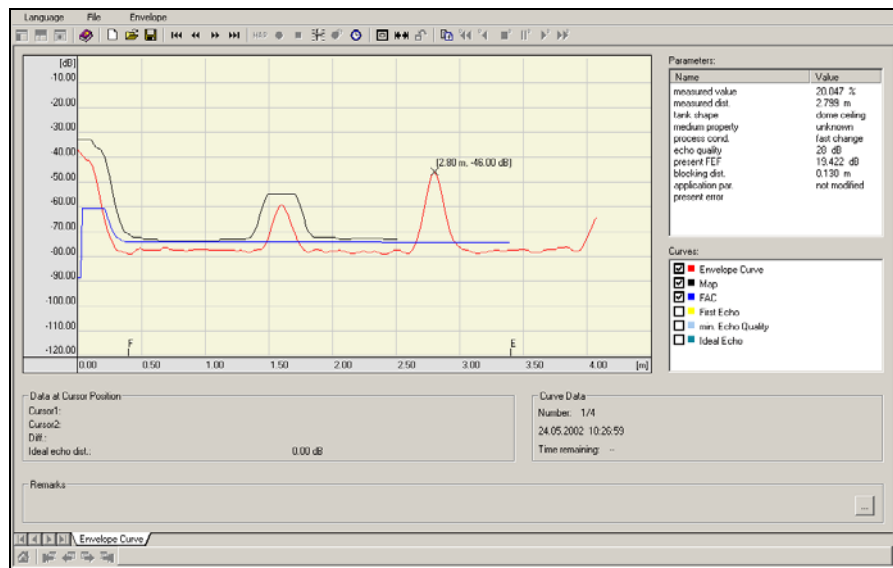 Language File Envelope
MAP
[dB]
-10.00
-20.00
-30.00
-40.00
-50.00
-60.00
-70.00
-80.00
-90.00
-100.00
-110.00
-120.00
[2.80 m, -46.00 dB]
F
E
0.00 0.50 1.00 1.50 2.00 2.50 3.00 3.50 4.00 [m]
Parameters:
Name Value
measured value 20.047 %
measured dist. 2.799 m
tank shape dome ceiling
medium property unknown
process cond. fast change
echo quality 28 dB
present FEF 19.422 dB
blocking dist. 0.130 m
application par. not modified
present error
Curves:
Envelope Curve
Map
FAC
First Echo
min. Echo Quality
Ideal Echo
Data at Cursor Position
Cursor1:
Cursor2:
Diff.:
Ideal echo dist.: 0.00 dB
Curve Data
Number: 1/4
24.05.2002 10:26:59
Time remaining: --
Remarks
...
Envelope Curve